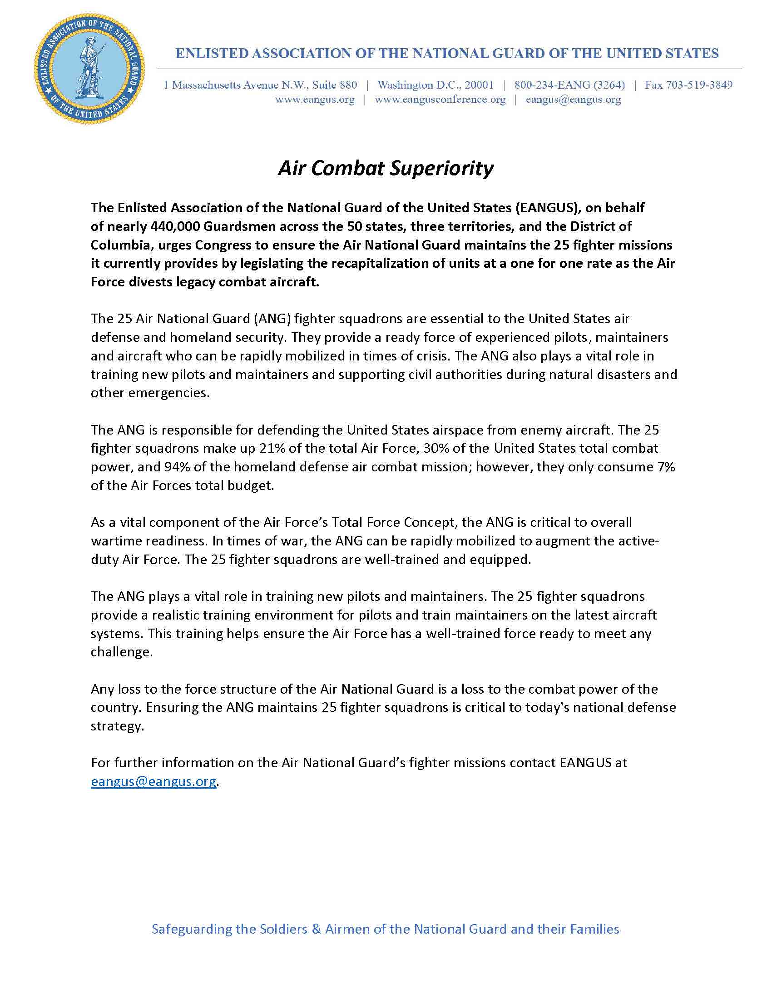 ENLISTED ASSOCIATION OF THE NATIONAL GUARD
OF THE UNITED STATES
ENLISTED ASSOCIATION OF THE NATIONAL GUARD OF THE UNITED STATES
1 Massachusetts Avenue N.W., Suite 880 | Washington D.C., 20001 | 800-234-EANG (3264) | Fax 703-519-3849
www.eangus.org | www.eangusconference.org | eangus@eangus.org
Air Combat Superiority
The Enlisted Association of the National Guard of the United States (EANGUS), on behalf
of nearly 440,000 Guardsmen across the 50 states, three territories, and the District of
Columbia, urges Congress to ensure the Air National Guard maintains the 25 fighter missions
it currently provides by legislating the recapitalization of units at a one for one rate as the Air
Force divests legacy combat aircraft.
The 25 Air National Guard (ANG) fighter squadrons are essential to the United States air
defense and homeland security. They provide a ready force of experienced pilots, maintainers
and aircraft who can be rapidly mobilized in times of crisis. The ANG also plays a vital role in
training new pilots and maintainers and supporting civil authorities during natural disasters and
other emergencies.
The ANG is responsible for defending the United States airspace from enemy aircraft. The 25
fighter squadrons make up 21% of the total Air Force, 30% of the United States total combat
power, and 94% of the homeland defense air combat mission; however, they only consume 7%
of the Air Forces total budget.
As a vital component of the Air Force’s Total Force Concept, the ANG is critical to overall
wartime readiness. In times of war, the ANG can be rapidly mobilized to augment the active-
duty Air Force. The 25 fighter squadrons are well-trained and equipped.
The ANG plays a vital role in training new pilots and maintainers. The 25 fighter squadrons
provide a realistic training environment for pilots and train maintainers on the latest aircraft
systems. This training helps ensure the Air Force has a well-trained force ready to meet any
challenge.
Any loss to the force structure of the Air National Guard is a loss to the combat power of the
country. Ensuring the ANG maintains 25 fighter squadrons is critical to today's national defense
strategy.
For further information on the Air National Guard’s fighter missions contact EANGUS at
eangus@eangus.org.
Safeguarding the Soldiers & Airmen of the National Guard and their Families